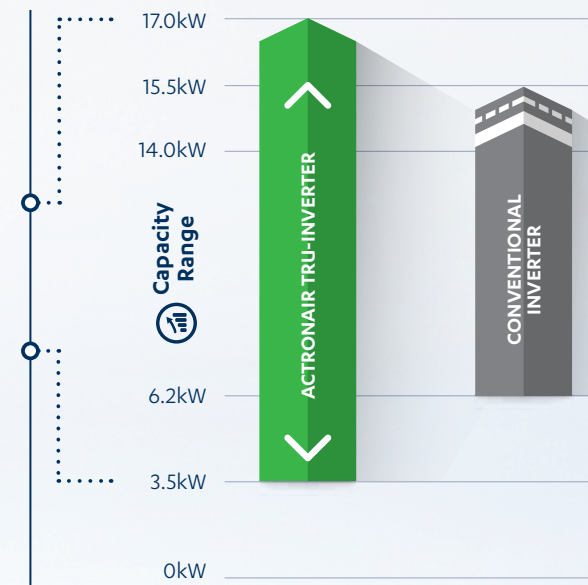 17.0kW
15.5kW
14.0kW
Capacity
Range
6.2kW
3.5kW
0kW
ACTRONAIR TRU-INVERTER
CONVENTIONAL
INVERTER